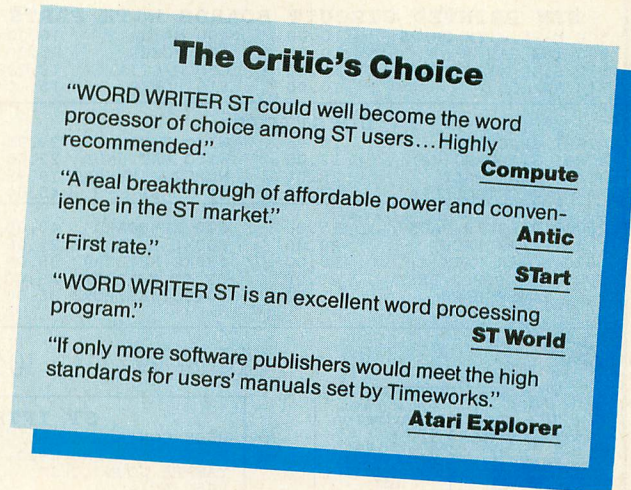 The Critic's Choice
"WORD WRITER ST could well become the word
processor of choice among ST users...Highly
recommended."
Compute
"A real breakthrough of affordable power and conven-
ience in the ST market."
Antic
"First rate."
STart
"WORD WRITER ST is an excellent word processing
program."
ST World
"If only more software publishers would meet the high
standards for users' manuals set by Timeworks."
Atari Explorer